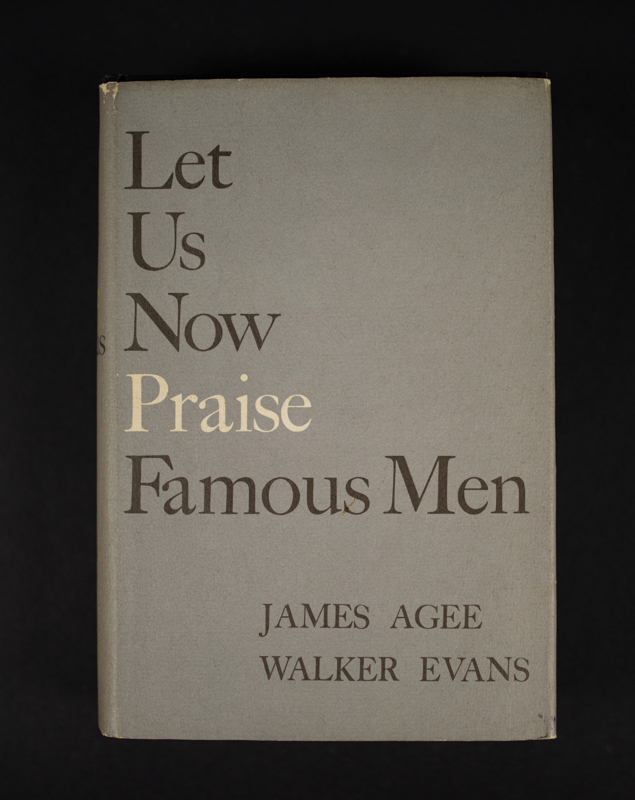 Let
Us
Now
Praise
Famous Men
JAMES AGEE
WALKER EVANS